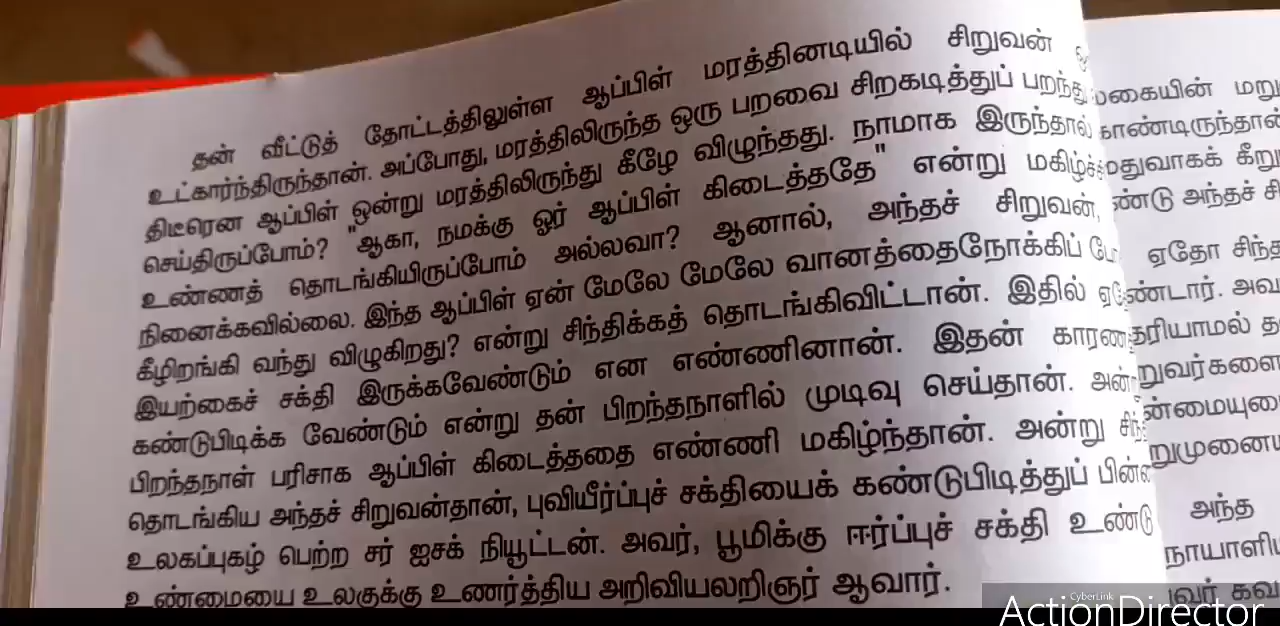 தன் வீட்டுத் தோட்டத்திலுள்ள ஆப்பிள் மரத்தினடியில் சிறுவன்
உட்கார்ந்திருந்தான். அப்போது, மரத்திலிருந்த ஒரு பறவை சிறகடித்துப் பறந்து
திடீரென ஆப்பிள் ஒன்று மரத்திலிருந்து கீழே விழுந்தது. நாமாக இருந்தால்
செய்திருப்போம்? "ஆகா, நமக்கு ஓர் ஆப்பிள் கிடைத்ததே" என்று
உண்ணத் தொடங்கியிருப்போம் அல்லவா? ஆனால், அந்தச் சிறுவன்,
நினைக்கவில்லை. இந்த ஆப்பிள் ஏன் மேலே மேலே வானத்தைநோக்கிப்
கீழிறங்கி வந்து விழுகிறது? என்று சிந்திக்கத் தொடங்கிவிட்டான். இதில்
இயற்கைச் சக்தி இருக்கவேண்டும் என எண்ணினான். இதன்
கண்டுபிடிக்க வேண்டும் என்று தன் பிறந்தநாளில் முடிவு செய்தான்.
பிறந்தநாள் பரிசாக ஆப்பிள் கிடைத்ததை எண்ணி மகிழ்ந்தான். அன்று
தொடங்கிய அந்தச் சிறுவன்தான், புவியீர்ப்புச் சக்தியைக் கண்டுபிடித்துப்
உலகப்புகழ் பெற்ற சர் ஐசக் நியூட்டன். அவர், பூமிக்கு ஈர்ப்புச் சக்தி உண்டு
உண்மையை உலகுக்கு உணர்த்திய அறிவியலறிஞர் ஆவார்.
மகையின் மறு
அந்தச்
ஏதோ
அந்த
CyberLink
ActionDirector